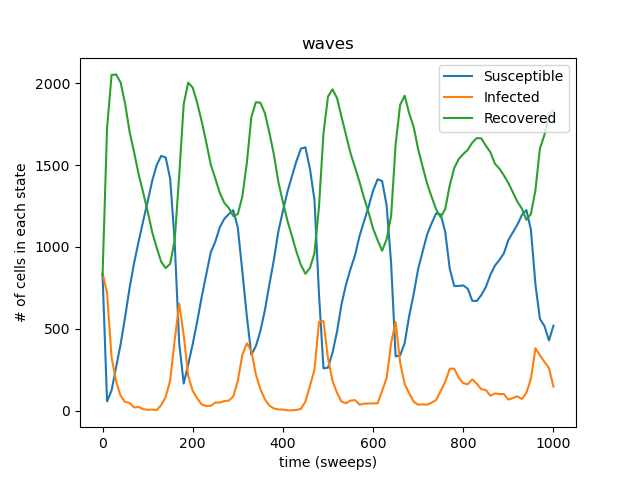 waves
Susceptible
Infected
Recovered
2000
1500
1000
500
0
# of cells in each state
0 200 400 600 800 1000
time (sweeps)